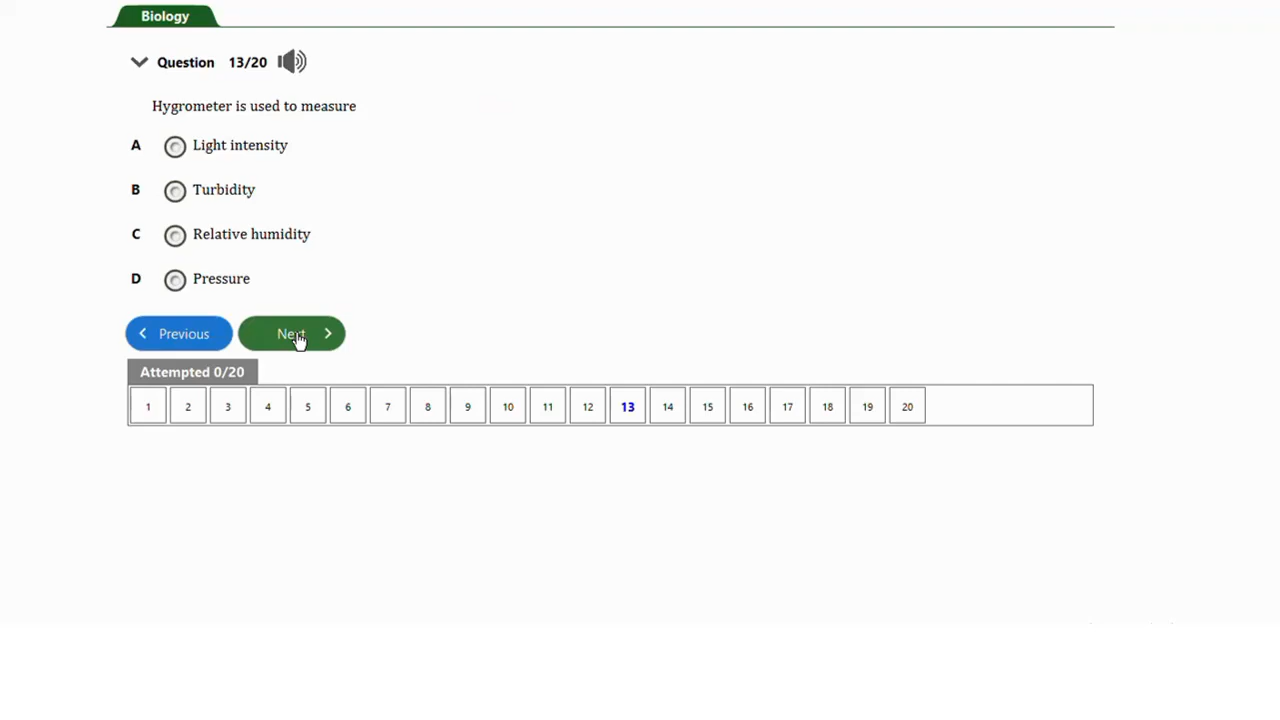 Biology
Question 13/20
Hygrometer is used to measure
A Light intensity
B Turbidity
C Relative humidity
D Pressure
Previous Next
Attempted 0/20
1 2 3 4 5 6 7 8 9 10 11 12 13 14 15 16 17 18 19 20